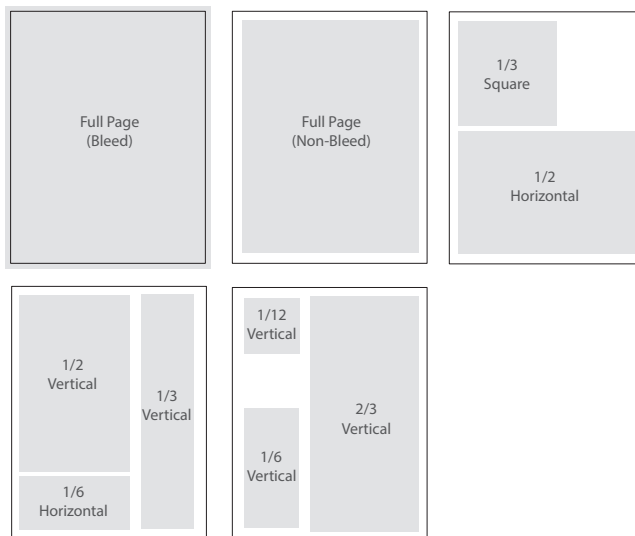 Full Page
(Bleed)
Full Page
(Non-Bleed)
1/3
Square
1/2
Horizontal
1/2
Vertical
1/3
Vertical
1/6
Horizontal
1/12
Vertical
1/6
Vertical
2/3
Vertical